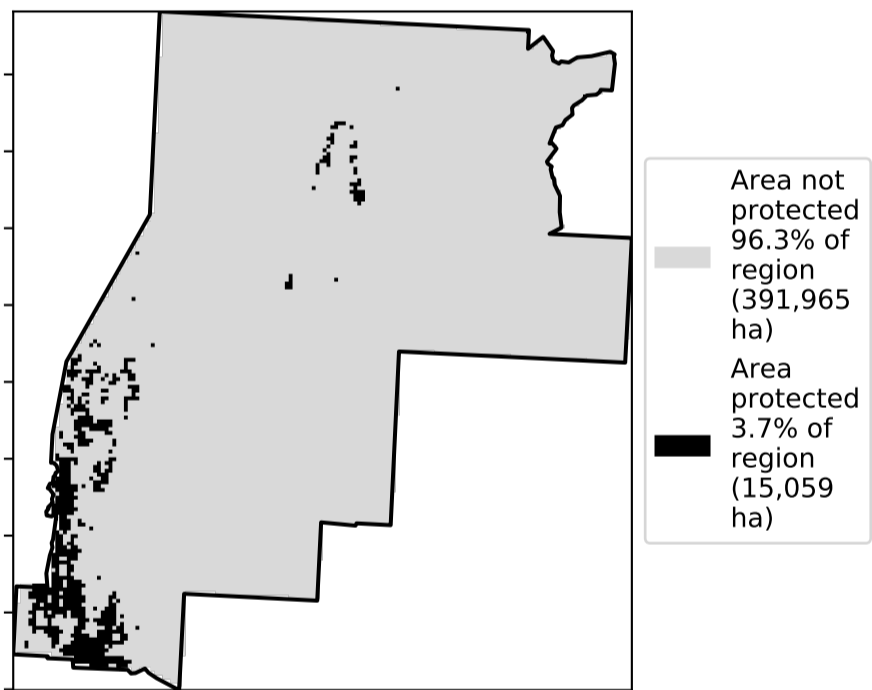 Area not
protected
96.3% of
region
(391,965
ha)
Area
protected
3.7% of
region
(15,059
ha)